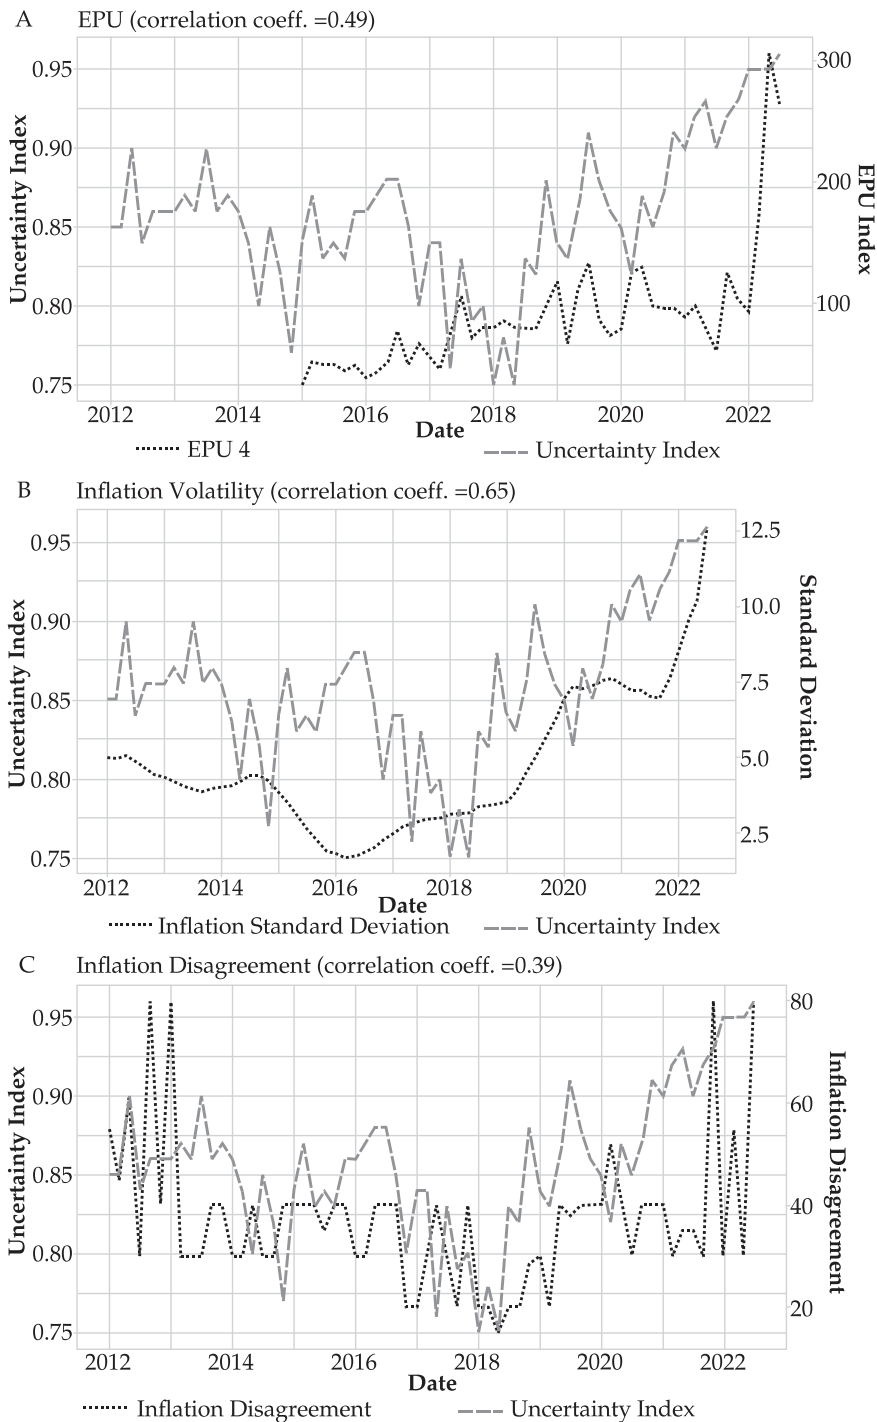 A EPU (correlation coeff. =0.49)
0.95
0.90
0.85
0.80
0.75
Uncertainty Index
300
200
100
EPU Index
2012 2014 2016 2018 2020 2022
Date
EPU 4 Uncertainty Index
B Inflation Volatility (correlation coeff. =0.65)
0.95
0.90
0.85
0.80
0.75
Uncertainty Index
12.5
10.0
7.5
5.0
2.5
Standard Deviation
2012 2014 2016 2018 2020 2022
Date
Inflation Standard Deviation Uncertainty Index
C Inflation Disagreement (correlation coeff. =0.39)
0.95
0.90
0.85
0.80
0.75
Uncertainty Index
80
60
40
20
Inflation Disagreement
2012 2014 2016 2018 2020 2022
Date
Inflation Disagreement Uncertainty Index